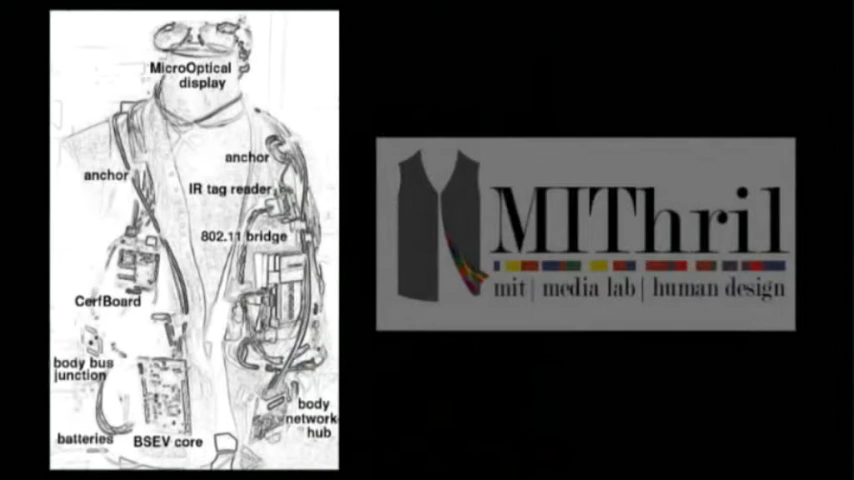 MicroOptical
display
anchor
anchor
IR tag reader
802.11 bridge
CerfBoard
body bus
junction
body
network
hub
batteries
BSEV core
MIThril
mit | media lab | human design